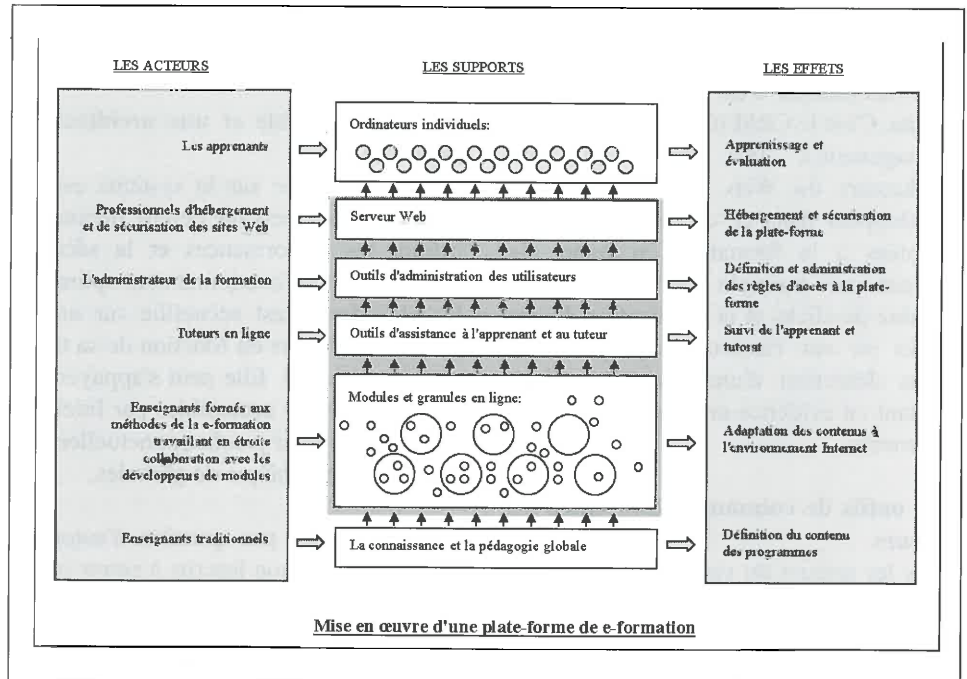 LES ACTEURS
LES SUPPORTS
LES EFFETS
Les apprenants
Ordinateurs individuels:
Apprentissage et
évaluation
Professionnels d'hébergement
et de sécurisation des sites Web
Serveur Web
Hébergement et sécurisation
de la plate-forme
L'administrateur de la formation
Outils d'administration des utilisateurs
Définition et administration
des règles d'accès à la plate-
forme
Tuteurs en ligne
Outils d'assistance à l'apprenant et au tuteur
Suivi de l'apprenant et
tutorat
Enseignants formés aux
méthodes de la e-formation
travaillant en étroite
collaboration avec les
développeurs de modules
Modules et granules en ligne:
Adaptation des contenus à
l'environnement Internet
Enseignants traditionnels
La connaissance et la pédagogie globale
Définition du contenu
des programmes
Mise en œuvre d'une plate-forme de e-formation